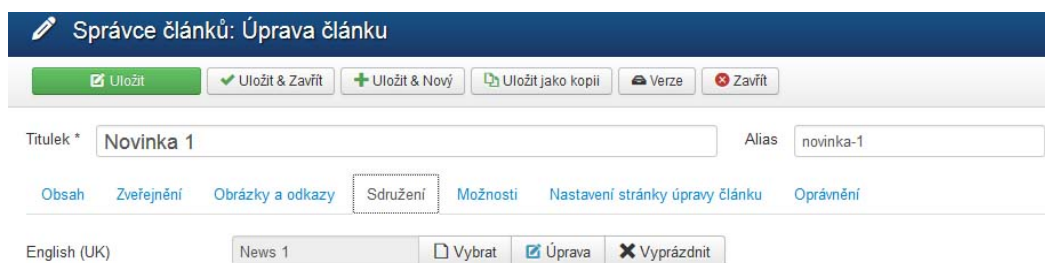 Správce článků: Úprava článku
Uložit Uložit & Zavřít Uložit & Nový Uložit jako kopii Verze Zavřít
Titulek * Novinka 1 Alias novinka-1
Obsah Zveřejnění Obrázky a odkazy Sdružení Možnosti Nastavení stránky úpravy článku Oprávnění
English (UK) News 1 Vybrat Úprava Vyprázdnit